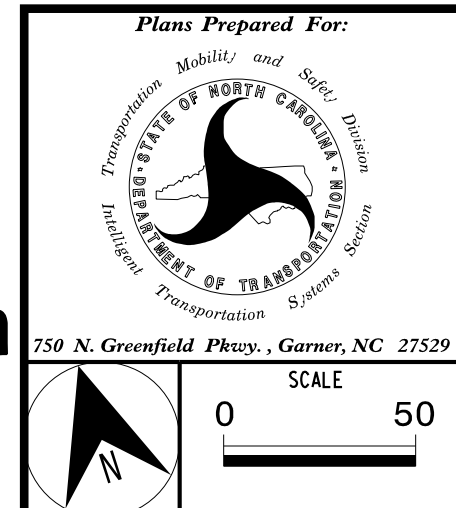 Plans Prepared For:
Transportation Mobility and Safety Division
STATE OF NORTH CAROLINA
DEPARTMENT OF TRANSPORTATION
Intelligent Transportation Systems Section
750 N. Greenfield Pkwy., Garner, NC 27529
N
SCALE
0 50